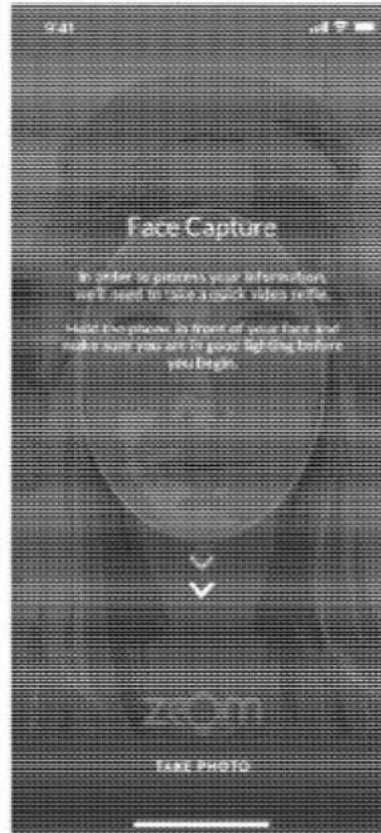 9:41
Face Capture
In order to process your information,
we'll need to take a quick video selfie.
Hold the phone in front of your face and
make sure you are in good lighting before
you begin.
zoom
TAKE PHOTO